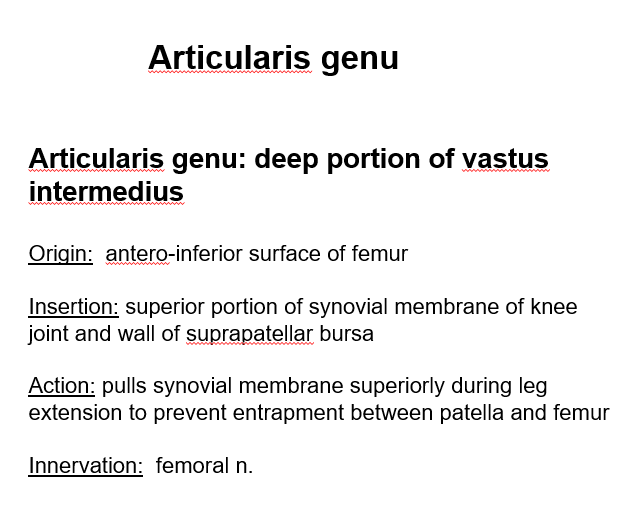 Articularis genu
Articularis genu: deep portion of vastus
intermedius
Origin:  antero-inferior surface of femur
Insertion: superior portion of synovial membrane of knee
joint and wall of suprapatellar bursa
Action: pulls synovial membrane superiorly during leg
extension to prevent entrapment between patella and femur
Innervation:  femoral n.